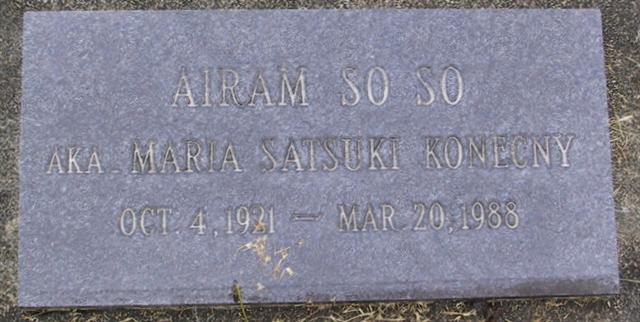 AIRAM SO SO
AKA MARIA SATSUKI KONECNY
OCT. 4, 1921 — MAR. 20, 1988